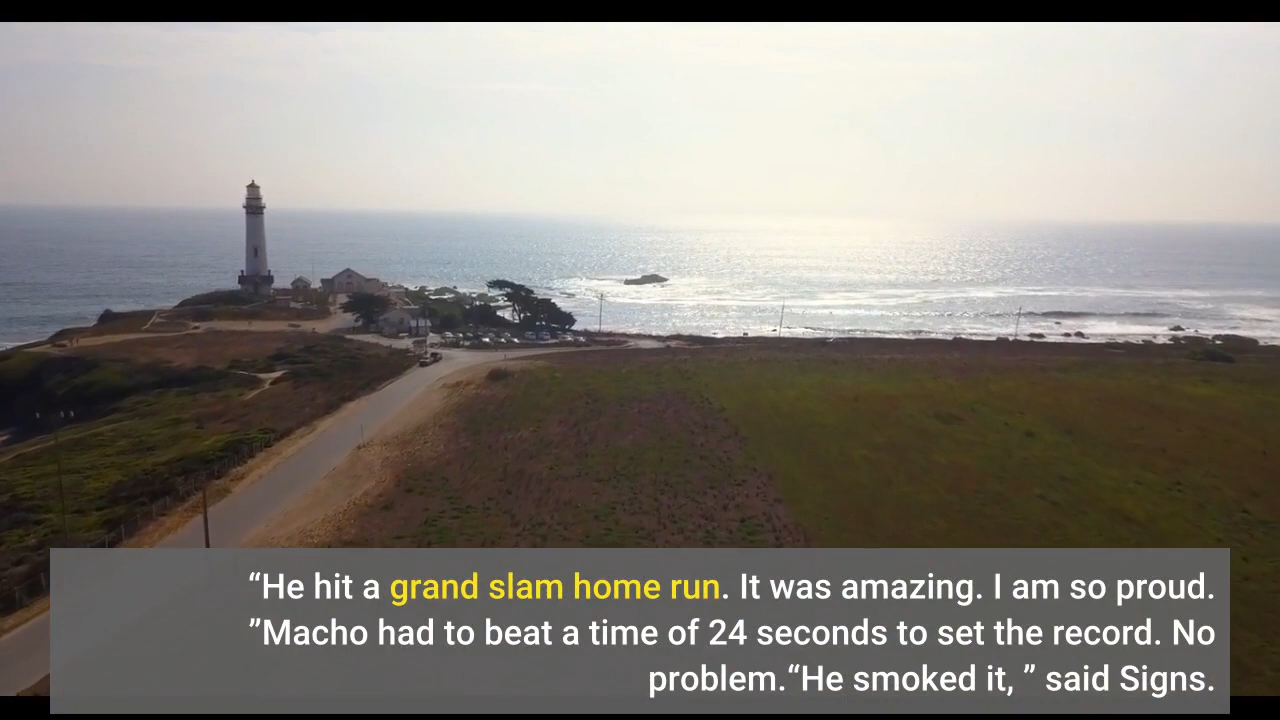 “He hit a grand slam home run. It was amazing. I am so proud.
”Macho had to beat a time of 24 seconds to set the record. No
problem.“He smoked it, ” said Signs.